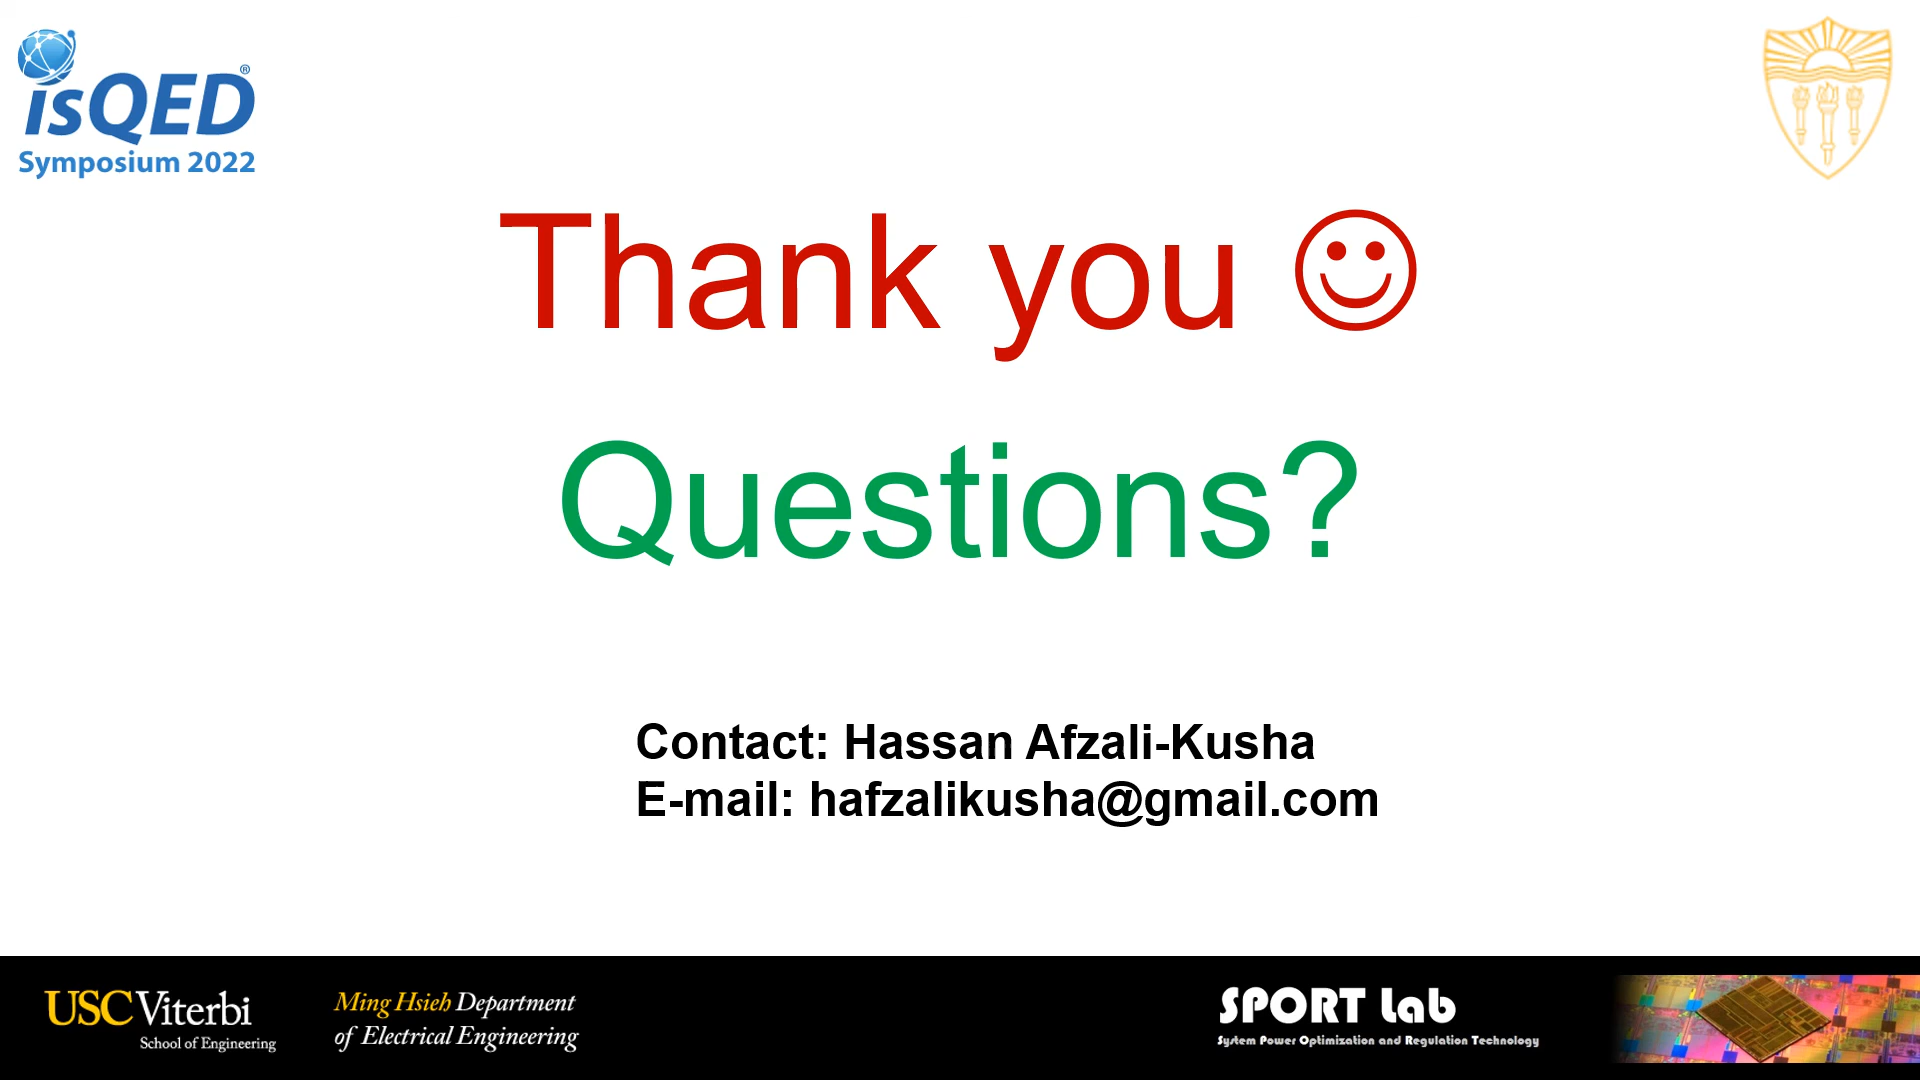 isQED®
Symposium 2022
Thank you ☺
Questions?
Contact: Hassan Afzali-Kusha
E-mail: hafzalikusha@gmail.com
USC Viterbi
School of Engineering
Ming Hsieh Department
of Electrical Engineering
SPORT Lab
System Power Optimization and Regulation Technology